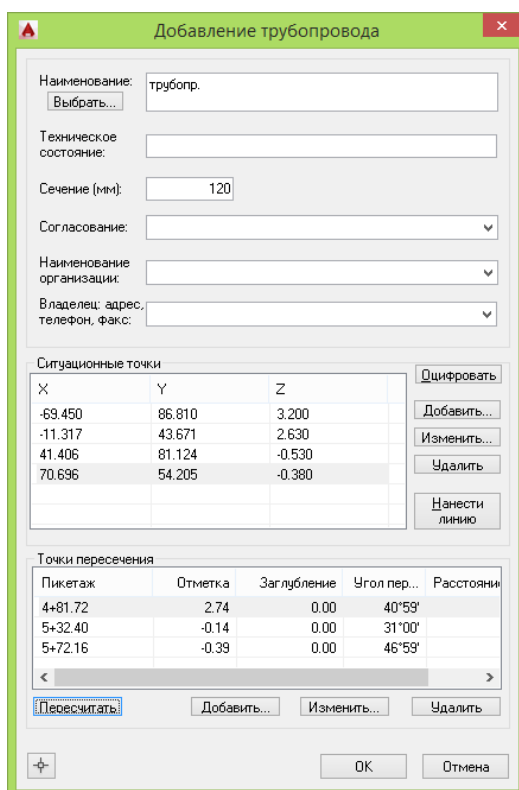 Добавление трубопровода
Наименование:
трубопр.
Выбрать...
Техническое
состояние:
Сечение (мм):
120
Согласование:
Наименование
организации:
Владелец: адрес,
телефон, факс:
Ситуационные точки
X Y Z
-69.450 86.810 3.200
-11.317 43.671 2.630
41.406 81.124 -0.530
70.696 54.205 -0.380
Оцифровать
Добавить...
Изменить...
Удалить
Нанести
линию
Точки пересечения
Пикетаж Отметка Заглубление Угол пер... Расстояни
4+81.72 2.74 0.00 40°59'
5+32.40 -0.14 0.00 31°00'
5+72.16 -0.39 0.00 46°59'
Пересчитать Добавить... Изменить... Удалить
OK Отмена